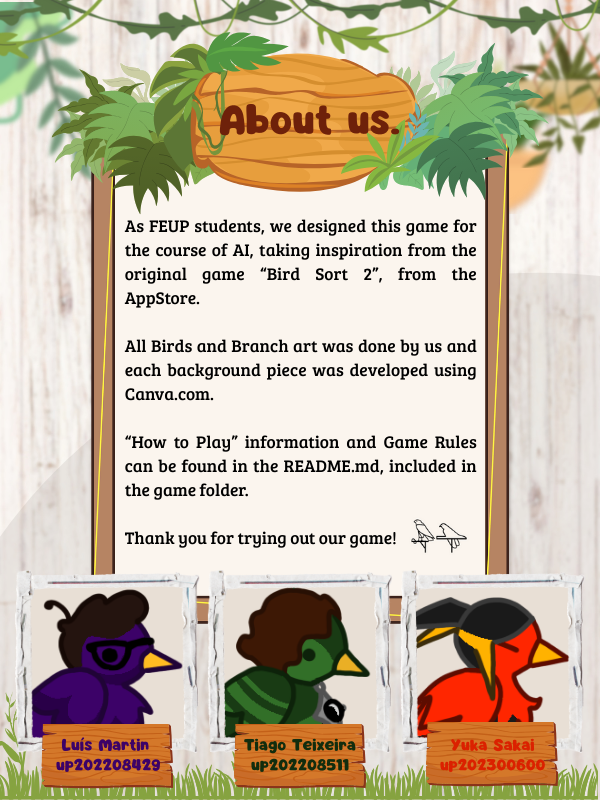 About us.
As FEUP students, we designed this game for
the course of AI, taking inspiration from the
original game “Bird Sort 2”, from the
AppStore.
All Birds and Branch art was done by us and
each background piece was developed using
Canva.com.
“How to Play” information and Game Rules
can be found in the README.md, included in
the game folder.
Thank you for trying out our game!
Luís Martin
up202208429
Tiago Teixeira
up202208511
Yuka Sakai
up202300600